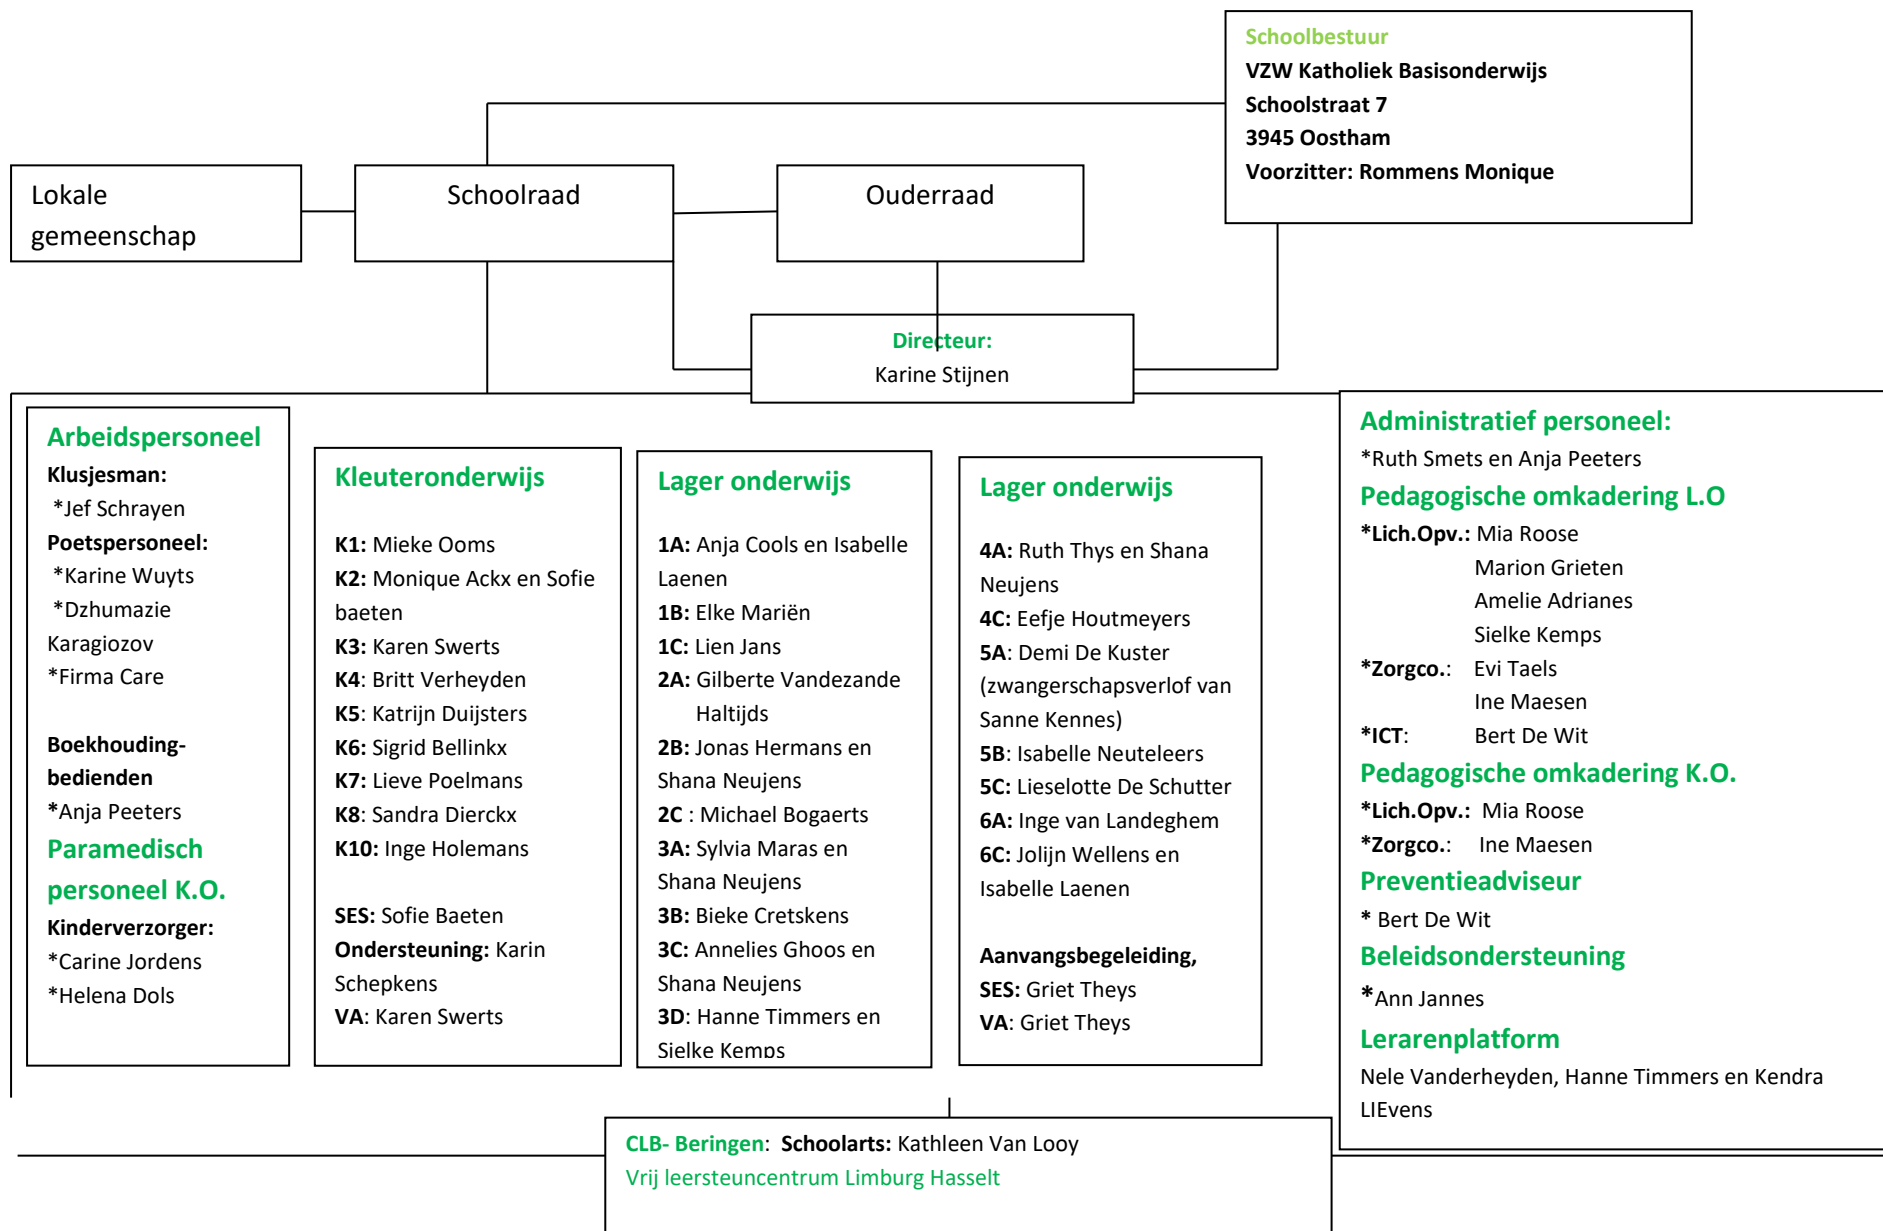 Schoolbestuur
VZW Katholiek Basisonderwijs
Schoolstraat 7
3945 Oostham
Voorzitter: Rommens Monique
Lokale
gemeenschap
Schoolraad
Ouderraad
Directeur:
Karine Stijnen
Arbeidspersoneel
Klusjesman:
*Jef Schrayen
Poetspersoneel:
*Karine Wuyts
*Dzhumazie
Karagiozov
*Firma Care
Boekhouding-
bedienden
*Anja Peeters
Paramedisch
personeel K.O.
Kinderverzorger:
*Carine Jordens
*Helena Dols
Kleuteronderwijs
K1: Mieke Ooms
K2: Monique Ackx en Sofie
baeten
K3: Karen Swerts
K4: Britt Verheyden
K5: Katrijn Duijsters
K6: Sigrid Bellinkx
K7: Lieve Poelmans
K8: Sandra Dierckx
K10: Inge Holemans
SES: Sofie Baeten
Ondersteuning: Karin
Schepkens
VA: Karen Swerts
Lager onderwijs
1A: Anja Cools en Isabelle
Laenen
1B: Elke Mariën
1C: Lien Jans
2A: Gilberte Vandezande
Haltijds
2B: Jonas Hermans en
Shana Neujens
2C : Michael Bogaerts
3A: Sylvia Maras en
Shana Neujens
3B: Bieke Cretskens
3C: Annelies Ghoos en
Shana Neujens
3D: Hanne Timmers en
Sielke Kemps
Lager onderwijs
4A: Ruth Thys en Shana
Neujens
4C: Eefje Houtmeyers
5A: Demi De Kuster
(zwangerschapsverlof van
Sanne Kennes)
5B: Isabelle Neuteleers
5C: Lieselotte De Schutter
6A: Inge van Landeghem
6C: Jolijn Wellens en
Isabelle Laenen
Aanvangsbegeleiding,
SES: Griet Theys
VA: Griet Theys
Administratief personeel:
*Ruth Smets en Anja Peeters
Pedagogische omkadering L.O
*Lich.Opv.: Mia Roose
Marion Grieten
Amelie Adrianes
Sielke Kemps
*Zorgco.: Evi Taels
Ine Maesen
*ICT: Bert De Wit
Pedagogische omkadering K.O.
*Lich.Opv.: Mia Roose
*Zorgco.: Ine Maesen
Preventieadviseur
* Bert De Wit
Beleidsondersteuning
*Ann Jannes
Lerarenplatform
Nele Vanderheyden, Hanne Timmers en Kendra
LIEvens
CLB- Beringen: Schoolarts: Kathleen Van Looy
Vrij leersteuncentrum Limburg Hasselt